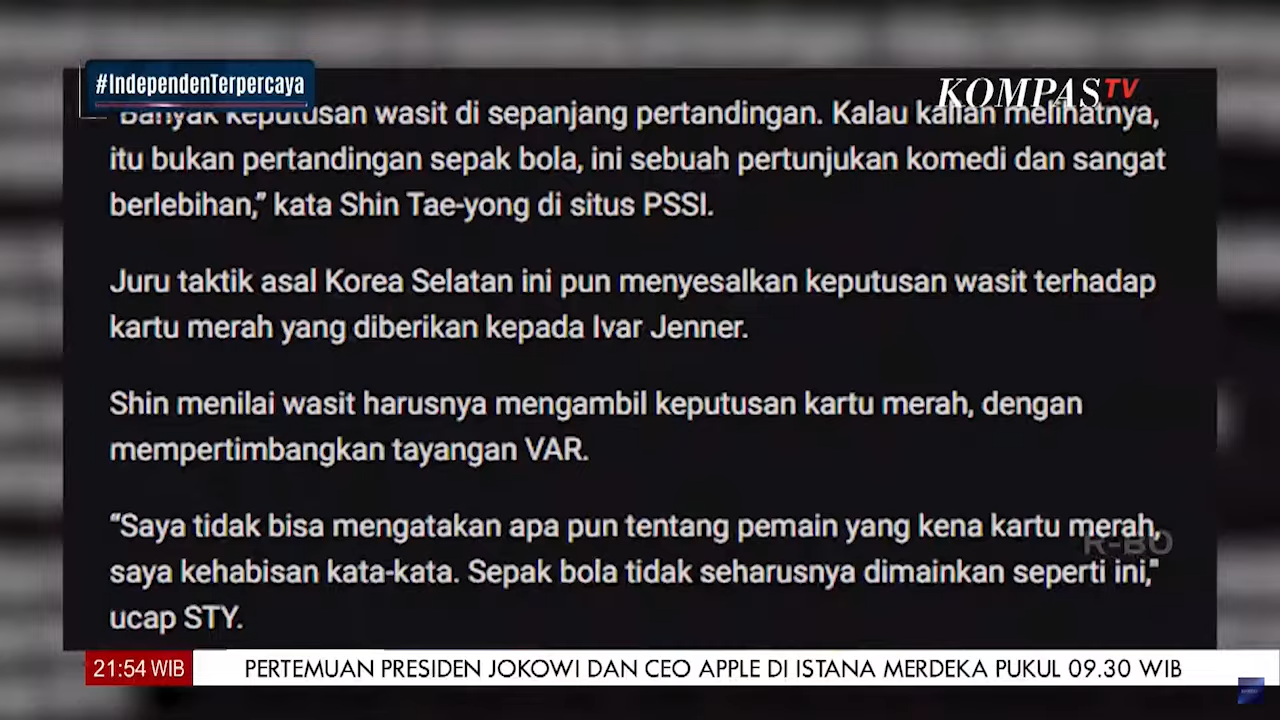 #IndependenTerpercaya
KOMPASTV
"Banyak keputusan wasit di sepanjang pertandingan. Kalau kalian melihatnya,
itu bukan pertandingan sepak bola, ini sebuah pertunjukan komedi dan sangat
berlebihan,” kata Shin Tae-yong di situs PSSI.
Juru taktik asal Korea Selatan ini pun menyesalkan keputusan wasit terhadap
kartu merah yang diberikan kepada Ivar Jenner.
Shin menilai wasit harusnya mengambil keputusan kartu merah, dengan
mempertimbangkan tayangan VAR.
“Saya tidak bisa mengatakan apa pun tentang pemain yang kena kartu merah,
saya kehabisan kata-kata. Sepak bola tidak seharusnya dimainkan seperti ini,"
ucap STY.
R-BO
21:54 WIB
PERTEMUAN PRESIDEN JOKOWI DAN CEO APPLE DI ISTANA MERDEKA PUKUL 09.30 WIB